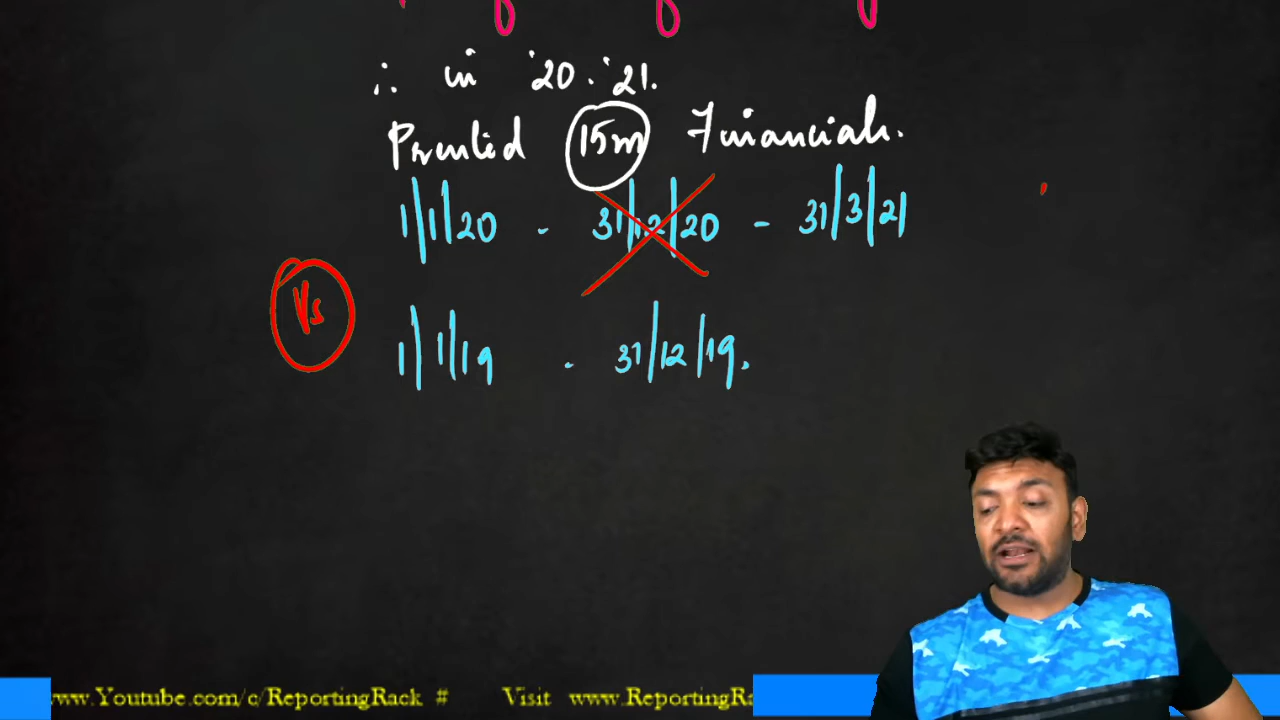 ∴ in '20-'21.
Presented 15m Financials.
1/1/20 - 31/12/20 - 31/3/21
Vs
1/1/19 - 31/12/19.
ww.Youtube.com/c/ReportingRack # Visit www.ReportingRa